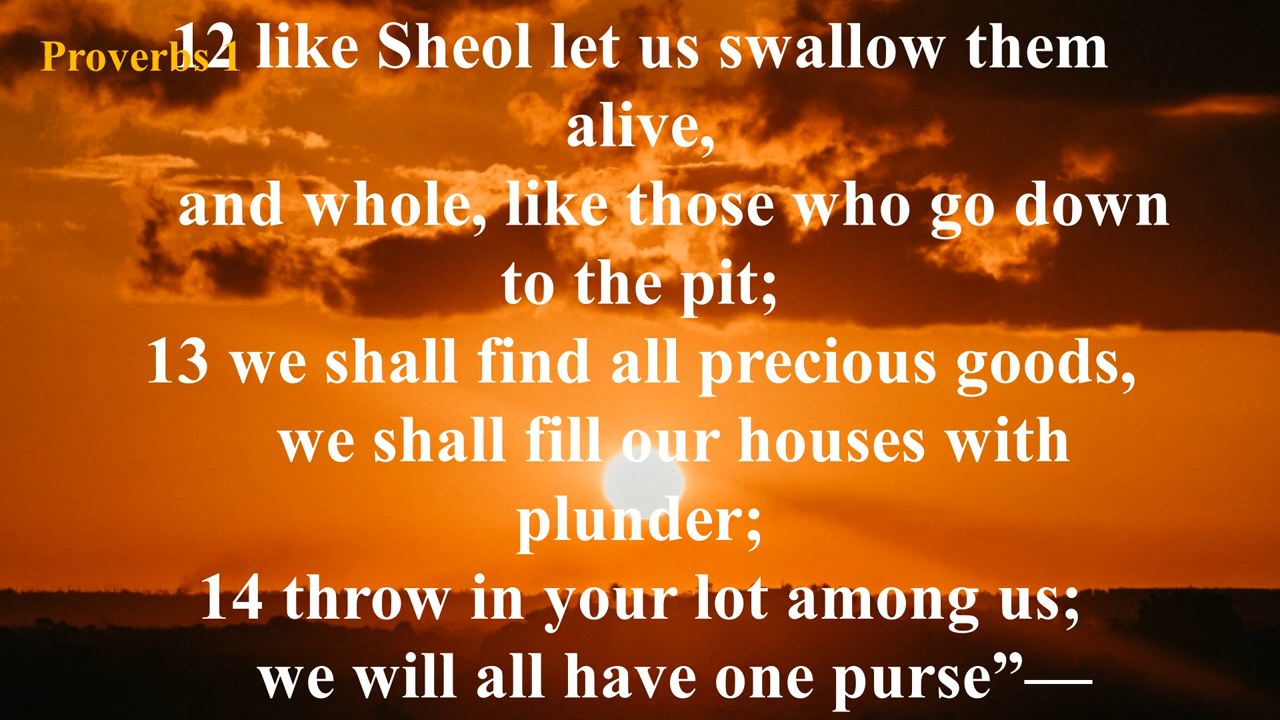 Proverbs 1
12 like Sheol let us swallow them
alive,
and whole, like those who go down
to the pit;
13 we shall find all precious goods,
we shall fill our houses with
plunder;
14 throw in your lot among us;
we will all have one purse”—